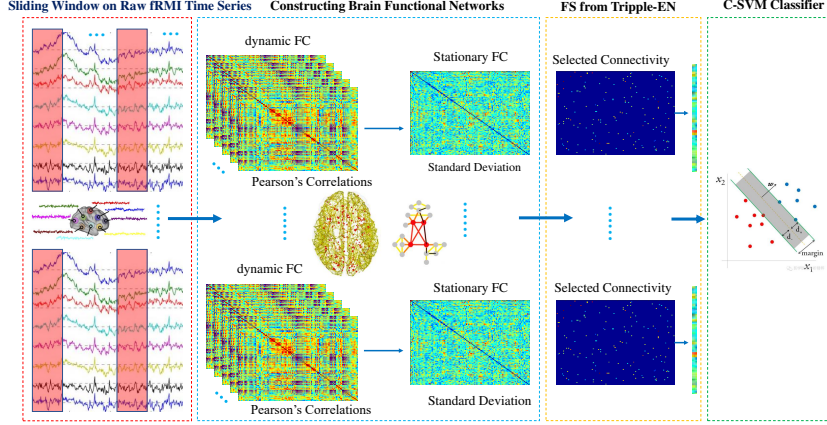 Sliding Window on Raw fRMI Time Series
Constructing Brain Functional Networks
FS from Tripple-EN
C-SVM Classifier
dynamic FC
Stationary FC
Selected Connectivity
Pearson's Correlations
Standard Deviation
x2
w
d-
d+
margin
x1
dynamic FC
Stationary FC
Selected Connectivity
Pearson's Correlations
Standard Deviation